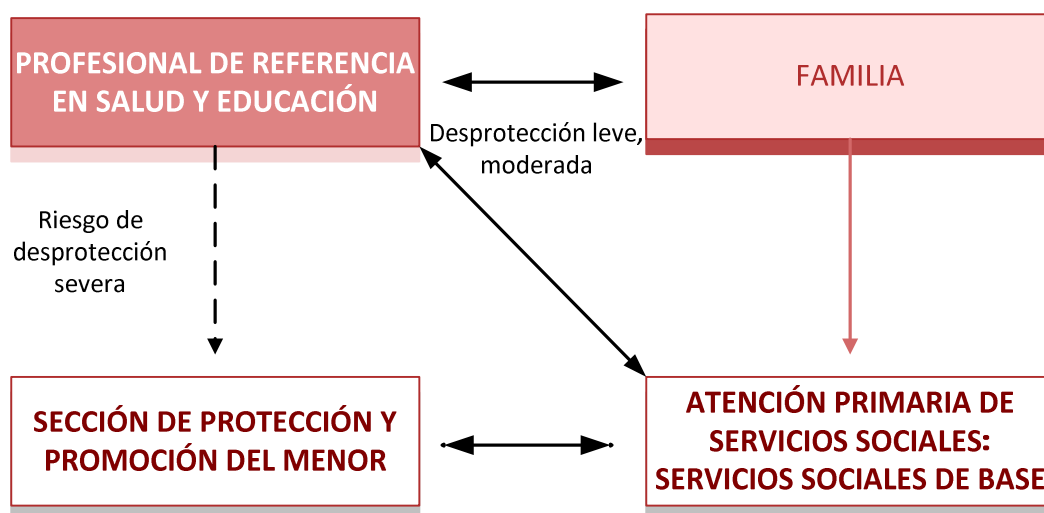 PROFESIONAL DE REFERENCIA
EN SALUD Y EDUCACIÓN
FAMILIA
Desprotección leve,
moderada
Riesgo de
desprotección
severa
SECCIÓN DE PROTECCIÓN Y
PROMOCIÓN DEL MENOR
ATENCIÓN PRIMARIA DE
SERVICIOS SOCIALES:
SERVICIOS SOCIALES DE BASE